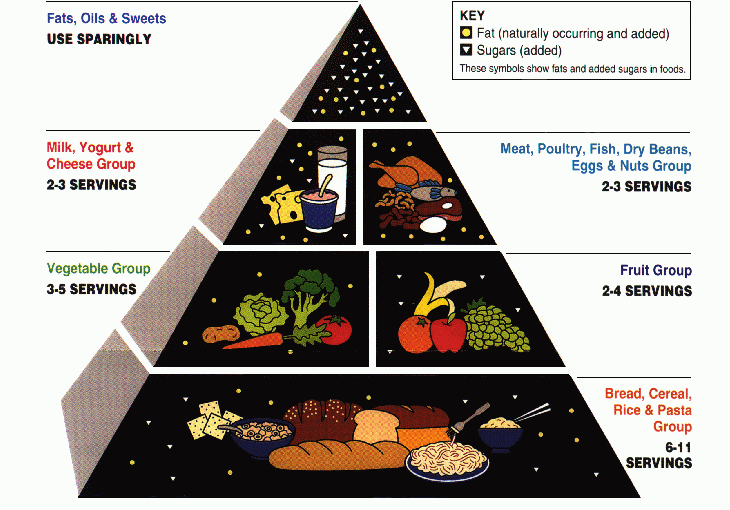 Fats, Oils & Sweets
USE SPARINGLY
KEY
Fat (naturally occurring and added)
Sugars (added)
These symbols show fats and added sugars in foods.
Milk, Yogurt &
Cheese Group
2-3 SERVINGS
Meat, Poultry, Fish, Dry Beans,
Eggs & Nuts Group
2-3 SERVINGS
Vegetable Group
3-5 SERVINGS
Fruit Group
2-4 SERVINGS
Bread, Cereal,
Rice & Pasta
Group
6-11
SERVINGS